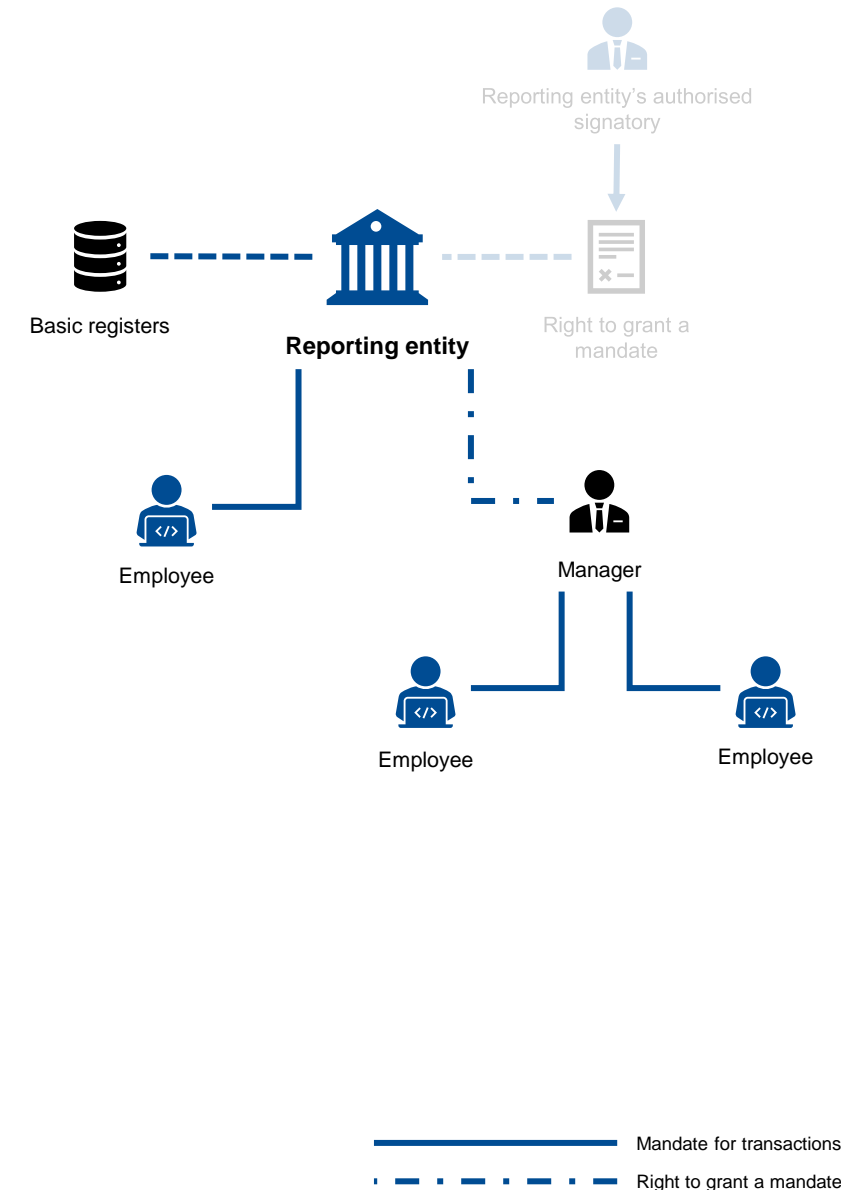 Reporting entity's authorised
signatory
Basic registers
Right to grant a
mandate
Reporting entity
Employee
Manager
Employee
Employee
Mandate for transactions
Right to grant a mandate